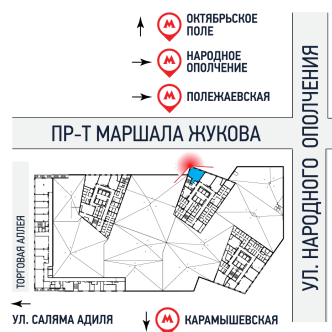 ОКТЯБРЬСКОЕ
ПОЛЕ
НАРОДНОЕ
ОПОЛЧЕНИЕ
ПОЛЕЖАЕВСКАЯ
ПР-Т МАРШАЛА ЖУКОВА
УЛ. НАРОДНОГО ОПОЛЧЕНИЯ
ТОРГОВАЯ АЛЛЕЯ
УЛ. САЛЯМА АДИЛЯ
КАРАМЫШЕВСКАЯ